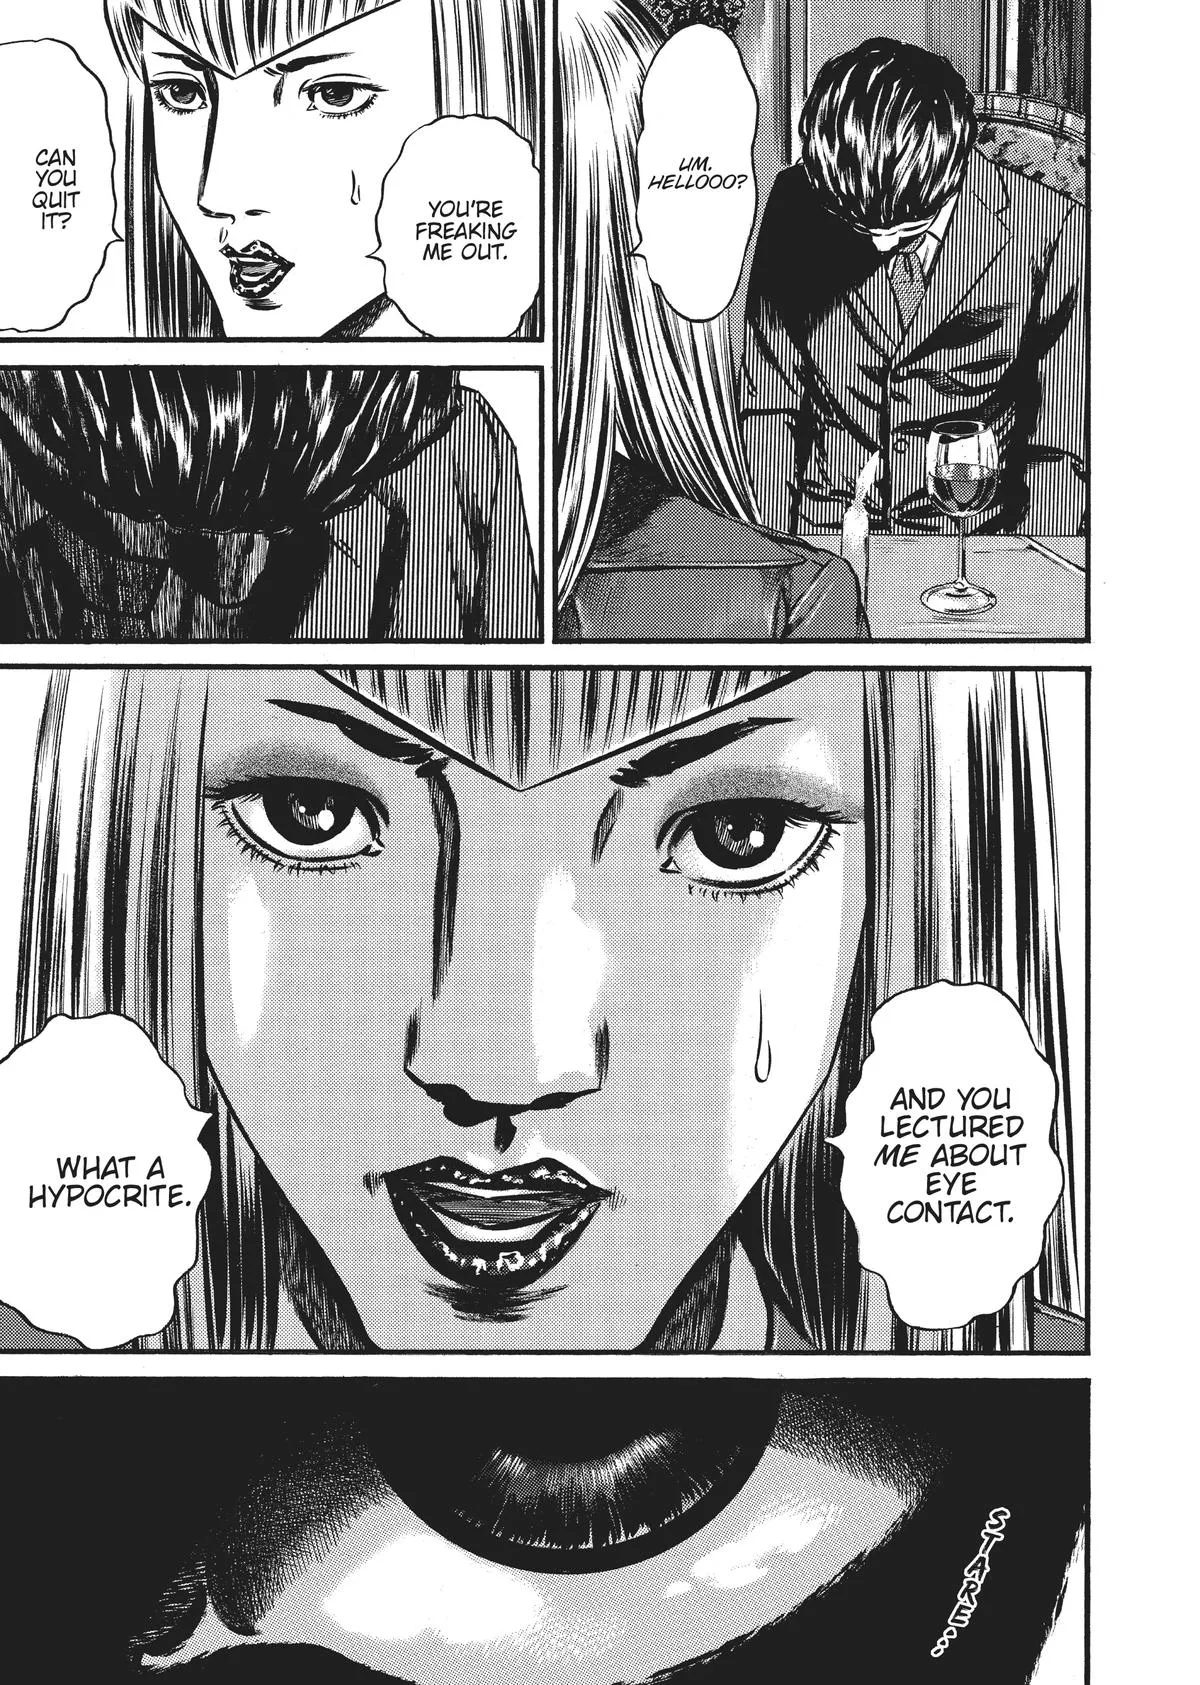 UM.
HELLOOO?
YOU'RE
FREAKING
ME OUT.
CAN
YOU
QUIT
IT?
AND YOU
LECTURED
ME ABOUT
EYE
CONTACT.
WHAT A
HYPOCRITE.
STARE...